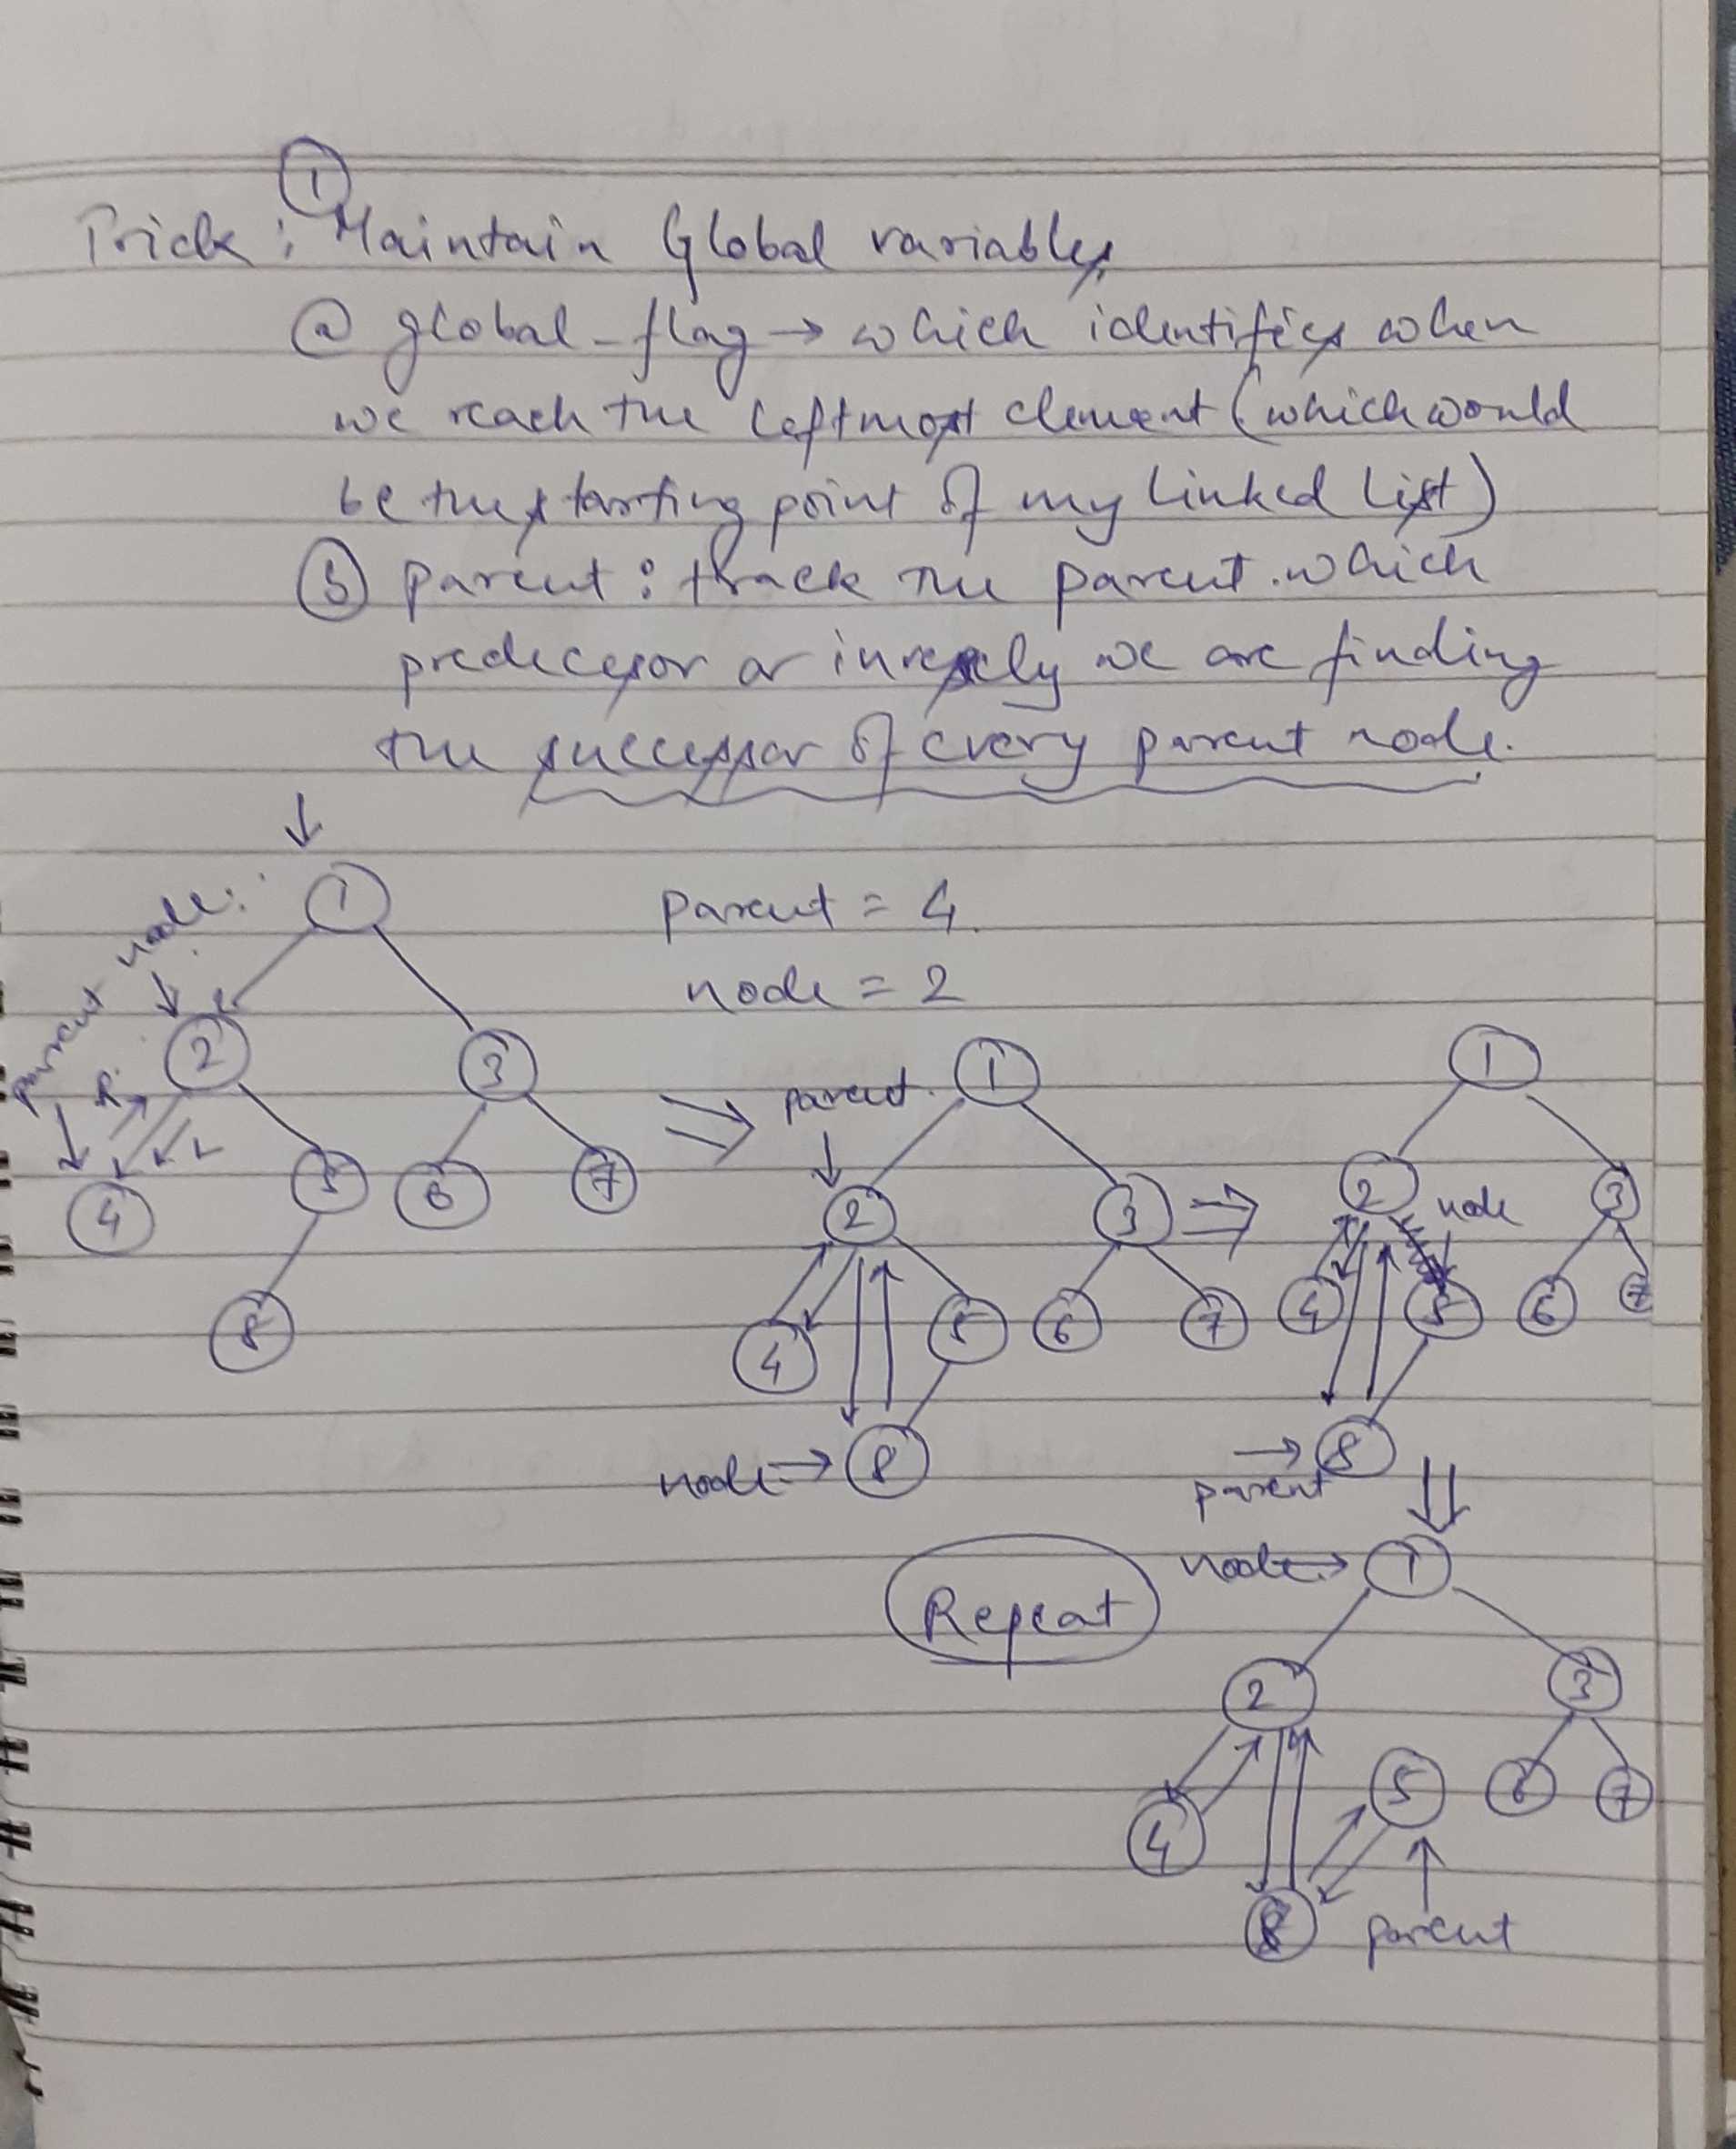 ①
Trick : Maintain Global variables
ⓐ global_flag → which identifies when
we reach the leftmost element (which would
be the starting point of my linked list)
ⓑ parent : track the parent. which
predecessor or inversely we are finding
the successor of every parent node.
parent = 4.
node = 2
parent node:
1
2
3
R
L
4
5
6
7
8
⇒
parent.
1
2
3
4
5
6
7
node → 8
⇒
1
2
node
3
4
5
6
7
→ 8
parent
Repeat
node → 1
2
3
4
5
6
7
8
parent